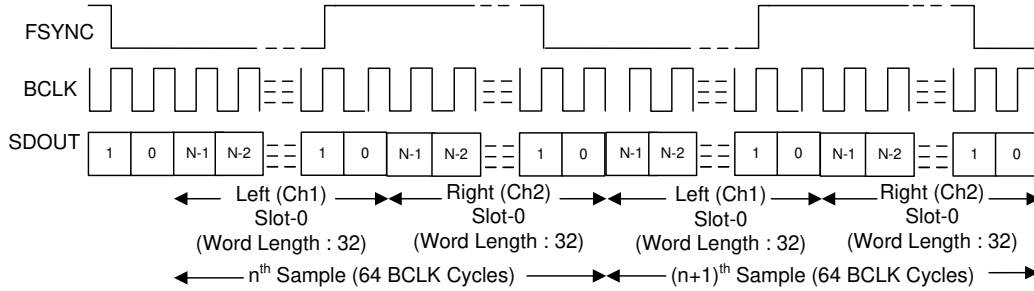 FSYNC
BCLK
SDOUT
1 0 N-1 N-2 1 0 N-1 N-2 1 0 N-1 N-2 1 0 N-1 N-2 1 0
Left (Ch1) Right (Ch2) Left (Ch1) Right (Ch2)
Slot-0 Slot-0 Slot-0 Slot-0
(Word Length : 32) (Word Length : 32) (Word Length : 32) (Word Length : 32)
nth Sample (64 BCLK Cycles) (n+1)th Sample (64 BCLK Cycles)